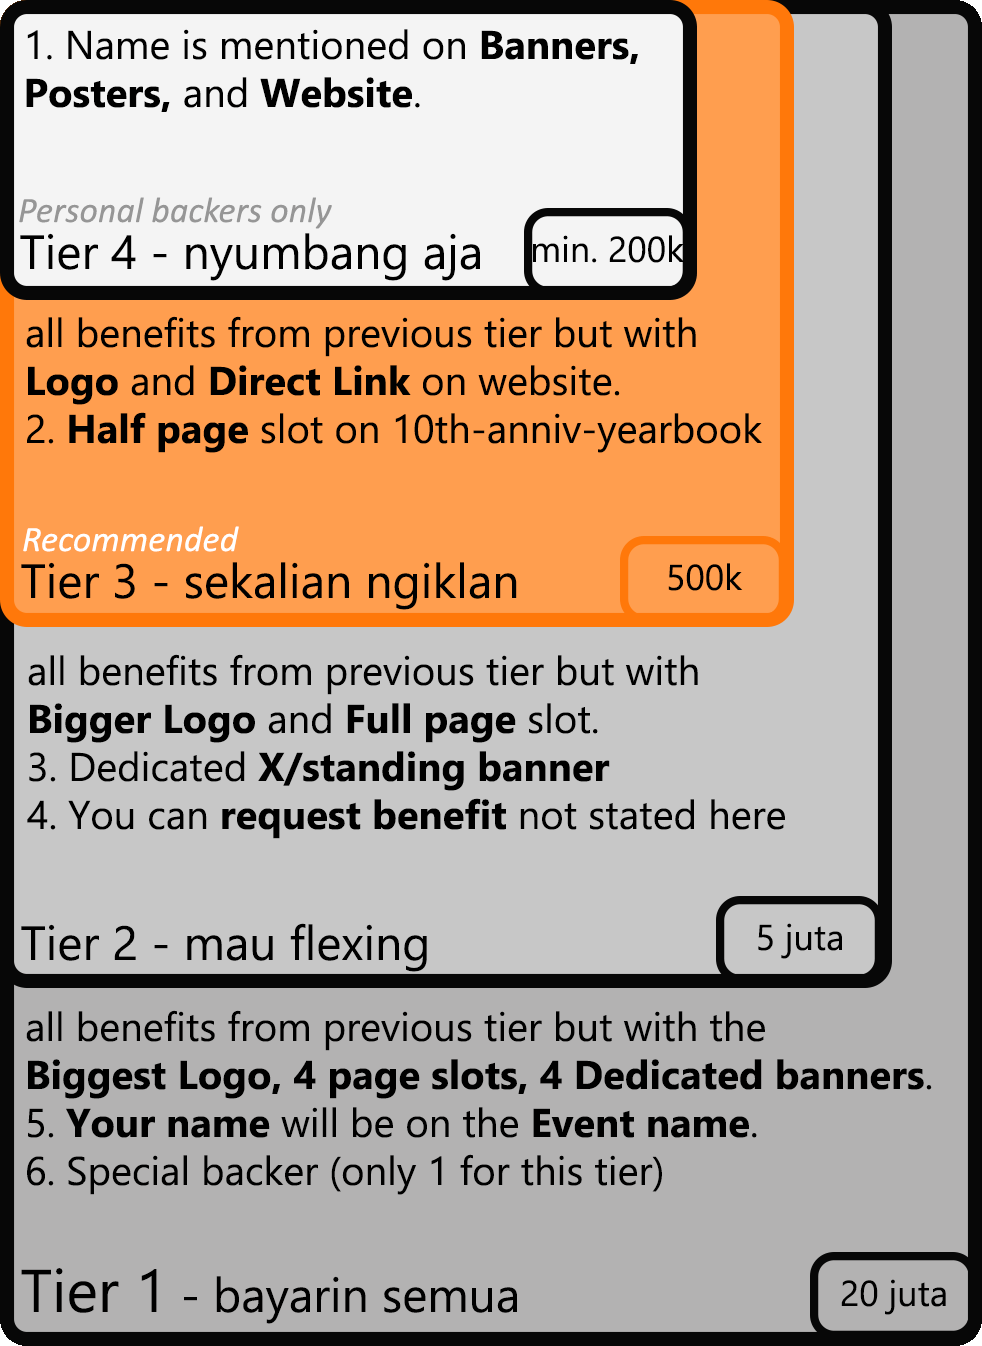 1. Name is mentioned on Banners,
Posters, and Website.
Personal backers only
Tier 4 - nyumbang aja
min. 200k
all benefits from previous tier but with
Logo and Direct Link on website.
2. Half page slot on 10th-anniv-yearbook
Recommended
Tier 3 - sekalian ngiklan
500k
all benefits from previous tier but with
Bigger Logo and Full page slot.
3. Dedicated X/standing banner
4. You can request benefit not stated here
Tier 2 - mau flexing
5 juta
all benefits from previous tier but with the
Biggest Logo, 4 page slots, 4 Dedicated banners.
5. Your name will be on the Event name.
6. Special backer (only 1 for this tier)
Tier 1 - bayarin semua
20 juta